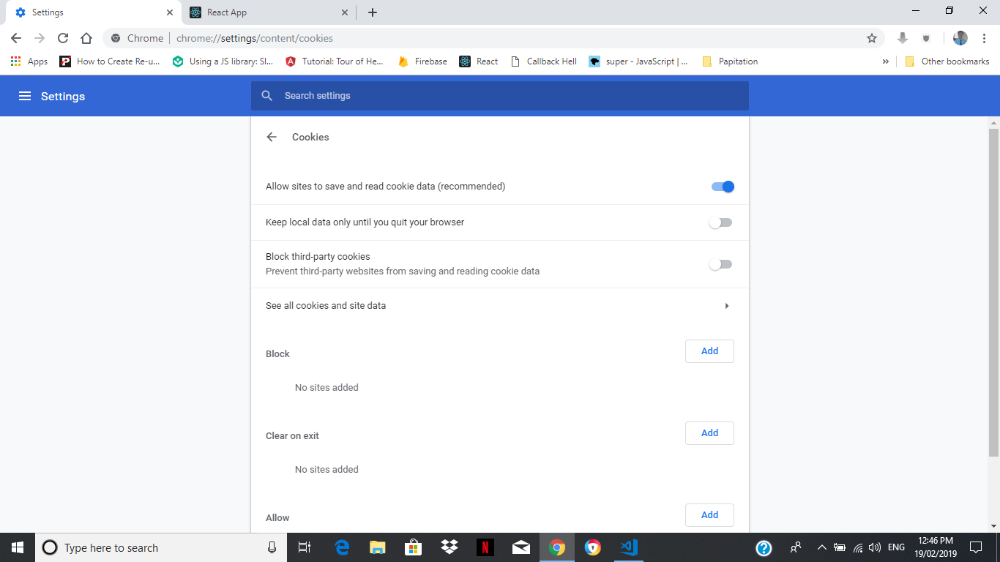 Settings
React App
Chrome
chrome://settings/content/cookies
Apps
How to Create Re-u...
Using a JS library: Sl...
Tutorial: Tour of He...
Firebase
React
Callback Hell
super - JavaScript | ...
Papitation
»
Other bookmarks
Settings
Search settings
Cookies
Allow sites to save and read cookie data (recommended)
Keep local data only until you quit your browser
Block third-party cookies
Prevent third-party websites from saving and reading cookie data
See all cookies and site data
Block
Add
No sites added
Clear on exit
Add
No sites added
Allow
Add
Type here to search
ENG
12:46 PM
19/02/2019